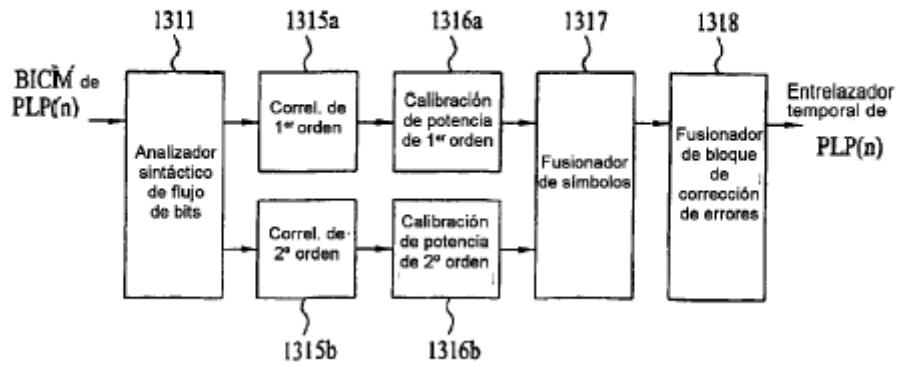 1311
1315a
1316a
1317
1318
BICM de
PLP(n)
Analizador
sintáctico
de flujo
de bits
Correl. de
1er orden
Calibración
de potencia
de 1er orden
Correl. de
2º orden
Calibración
de potencia
de 2º orden
Fusionador
de símbolos
Fusionador
de bloque
de
corrección
de errores
Entrelazador
temporal de
PLP(n)
1315b
1316b